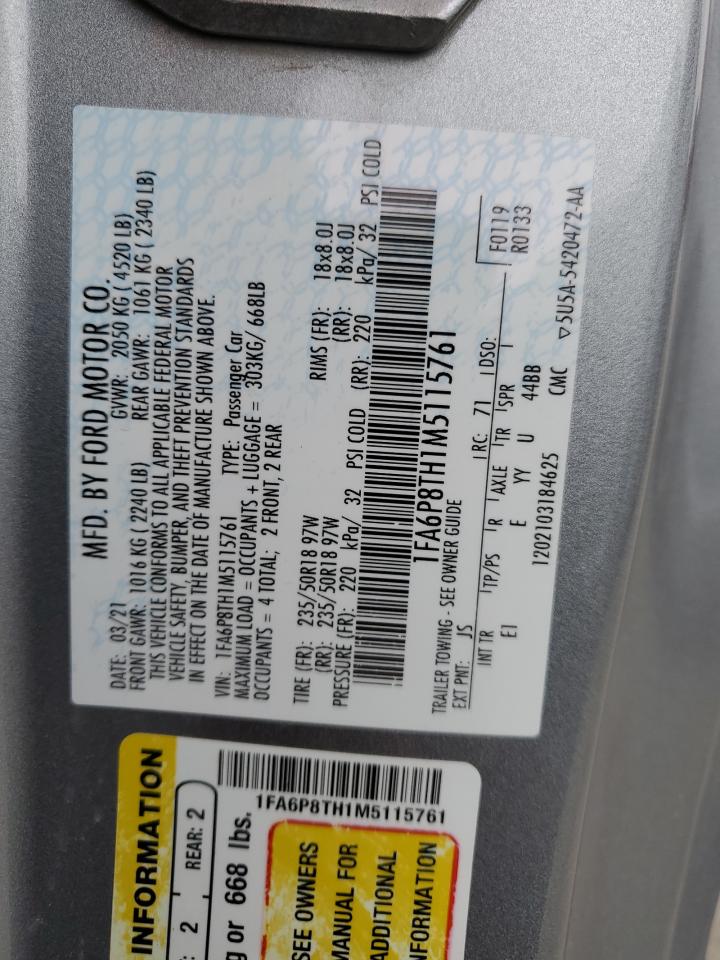 MFD. BY FORD MOTOR CO.
DATE: 03/21 GVWR: 2050 KG ( 4520 LB)
FRONT GAWR: 1016 KG ( 2240 LB) REAR GAWR: 1061 KG ( 2340 LB)
THIS VEHICLE CONFORMS TO ALL APPLICABLE FEDERAL MOTOR
VEHICLE SAFETY, BUMPER, AND THEFT PREVENTION STANDARDS
IN EFFECT ON THE DATE OF MANUFACTURE SHOWN ABOVE.
VIN: 1FA6P8TH1M5115761 TYPE: Passenger Car
MAXIMUM LOAD = OCCUPANTS + LUGGAGE = 303KG/ 668LB
OCCUPANTS = 4 TOTAL; 2 FRONT, 2 REAR
TIRE (FR): 235/50R18 97W RIMS (FR): 18x8.0J
(RR): 235/50R18 97W (RR): 18x8.0J
PRESSURE (FR): 220 kPa/ 32 PSI COLD (RR): 220 kPa/ 32 PSI COLD
1FA6P8TH1M5115761
TRAILER TOWING - SEE OWNER GUIDE
EXT PNT: JS RC: 71 DSO:
F0119
R0133
INT TR TP/PS R AXLE TR SPR
E1 E YY U 44BB
1202103184625 CMC ▽5U5A-5420472-AA
INFORMATION
: 2 REAR: 2
g or 668 lbs.
1FA6P8TH1M5115761
SEE OWNERS
MANUAL FOR
ADDITIONAL
NFORMATION